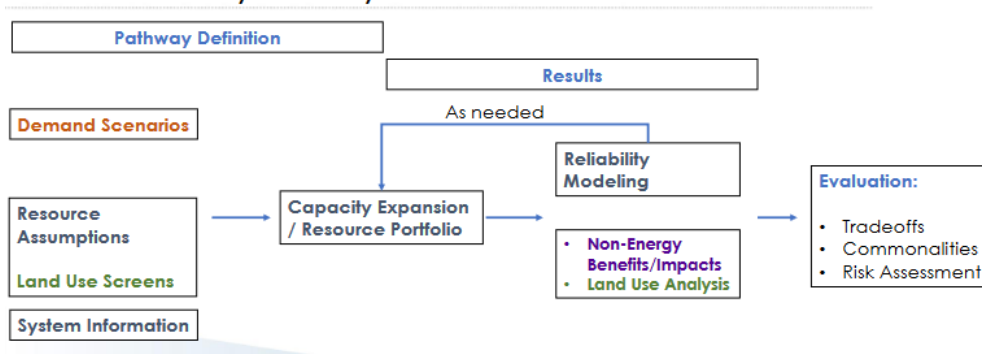 Pathway Definition
Results
As needed
Demand Scenarios
Reliability
Modeling
Resource
Assumptions
Land Use Screens
Capacity Expansion
/ Resource Portfolio
Evaluation:
• Tradeoffs
• Commonalities
• Risk Assessment
• Non-Energy
Benefits/Impacts
• Land Use Analysis
System Information